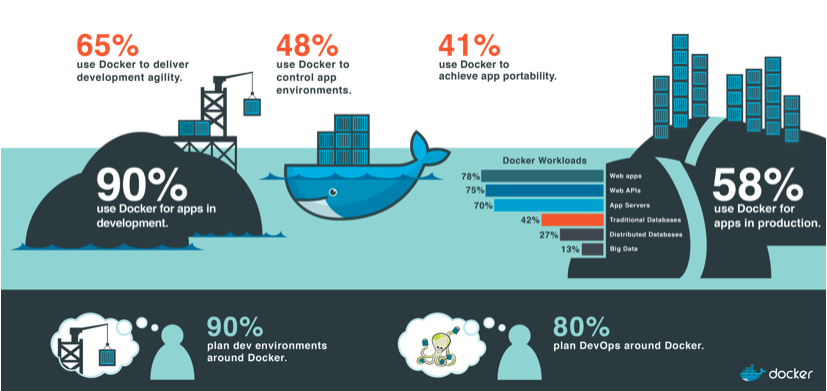 65%
use Docker to deliver
development agility.
48%
use Docker to
control app
environments.
41%
use Docker to
achieve app portability.
90%
use Docker for apps in
development.
Docker Workloads
78% Web apps
75% Web APIs
70% App Servers
42% Traditional Databases
27% Distributed Databases
13% Big Data
58%
use Docker for
apps in production.
90%
plan dev environments
around Docker.
80%
plan DevOps around Docker.
docker